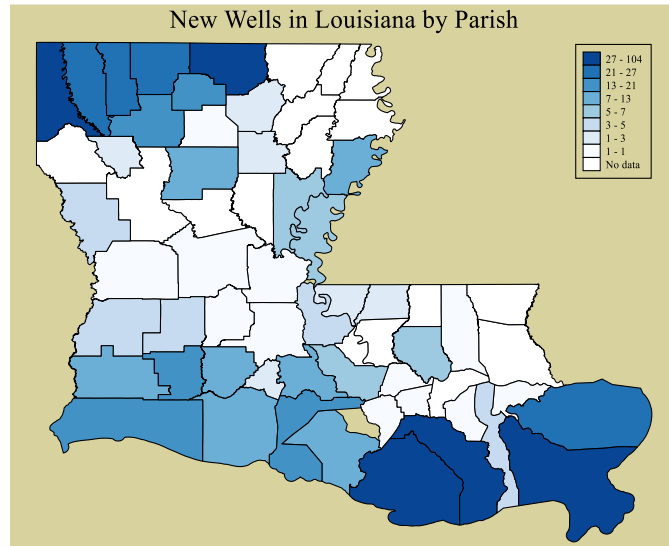 New Wells in Louisiana by Parish
27 - 104
21 - 27
13 - 21
7 - 13
5 - 7
3 - 5
1 - 3
1 - 1
No data